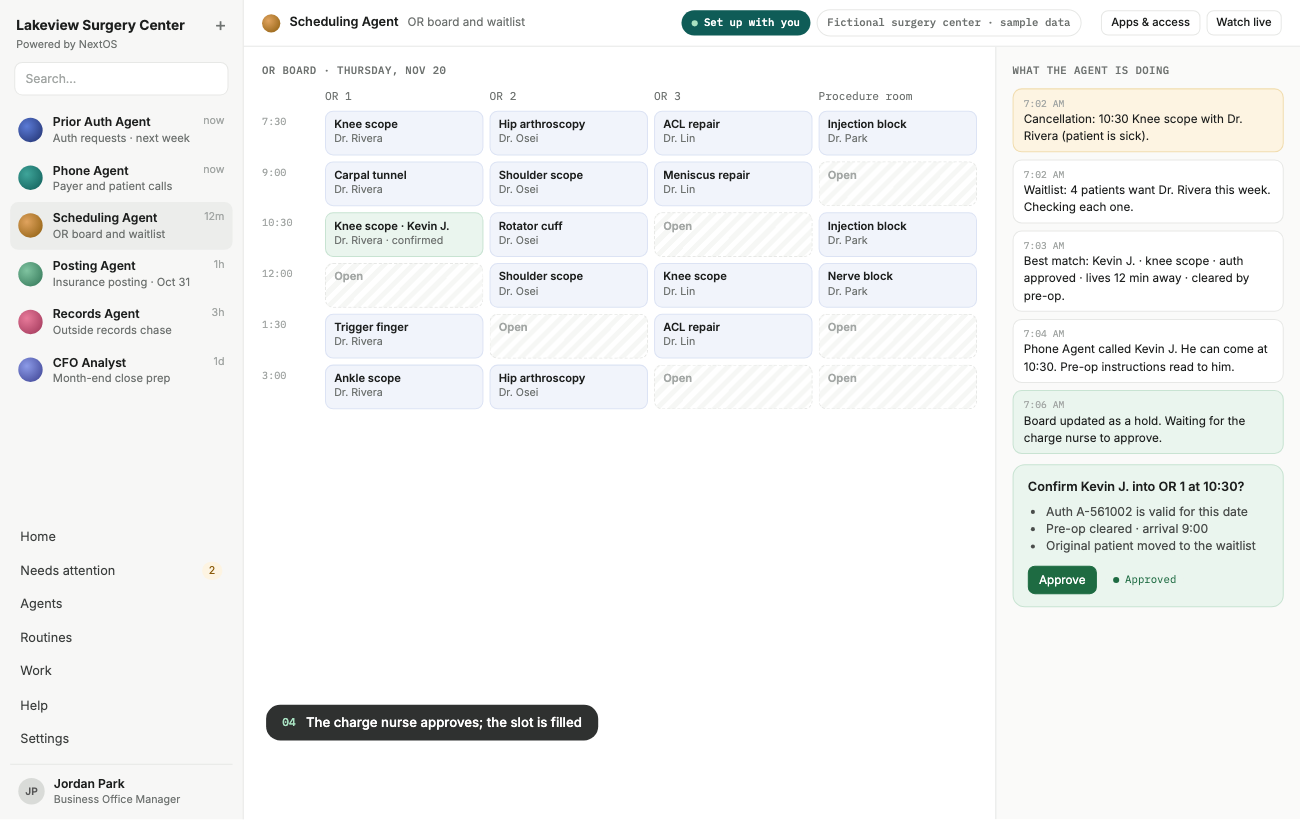 Lakeview Surgery Center
+
Powered by NextOS
Search...
Prior Auth Agent
now
Auth requests · next week
Phone Agent
now
Payer and patient calls
Scheduling Agent
12m
OR board and waitlist
Posting Agent
1h
Insurance posting · Oct 31
Records Agent
3h
Outside records chase
CFO Analyst
1d
Month-end close prep
Home
Needs attention
2
Agents
Routines
Work
Help
Settings
JP
Jordan Park
Business Office Manager
Scheduling Agent OR board and waitlist
Set up with you
Fictional surgery center · sample data
Apps & access
Watch live
OR BOARD · THURSDAY, NOV 20
OR 1
OR 2
OR 3
Procedure room
7:30
Knee scope
Dr. Rivera
Hip arthroscopy
Dr. Osei
ACL repair
Dr. Lin
Injection block
Dr. Park
9:00
Carpal tunnel
Dr. Rivera
Shoulder scope
Dr. Osei
Meniscus repair
Dr. Lin
Open
10:30
Knee scope · Kevin J.
Dr. Rivera · confirmed
Rotator cuff
Dr. Osei
Open
Injection block
Dr. Park
12:00
Open
Shoulder scope
Dr. Osei
Knee scope
Dr. Lin
Nerve block
Dr. Park
1:30
Trigger finger
Dr. Rivera
Open
ACL repair
Dr. Lin
Open
3:00
Ankle scope
Dr. Rivera
Hip arthroscopy
Dr. Osei
Open
Open
04 The charge nurse approves; the slot is filled
WHAT THE AGENT IS DOING
7:02 AM
Cancellation: 10:30 Knee scope with Dr.
Rivera (patient is sick).
7:02 AM
Waitlist: 4 patients want Dr. Rivera this week.
Checking each one.
7:03 AM
Best match: Kevin J. · knee scope · auth
approved · lives 12 min away · cleared by
pre-op.
7:04 AM
Phone Agent called Kevin J. He can come at
10:30. Pre-op instructions read to him.
7:06 AM
Board updated as a hold. Waiting for the
charge nurse to approve.
Confirm Kevin J. into OR 1 at 10:30?
• Auth A-561002 is valid for this date
• Pre-op cleared · arrival 9:00
• Original patient moved to the waitlist
Approve
Approved